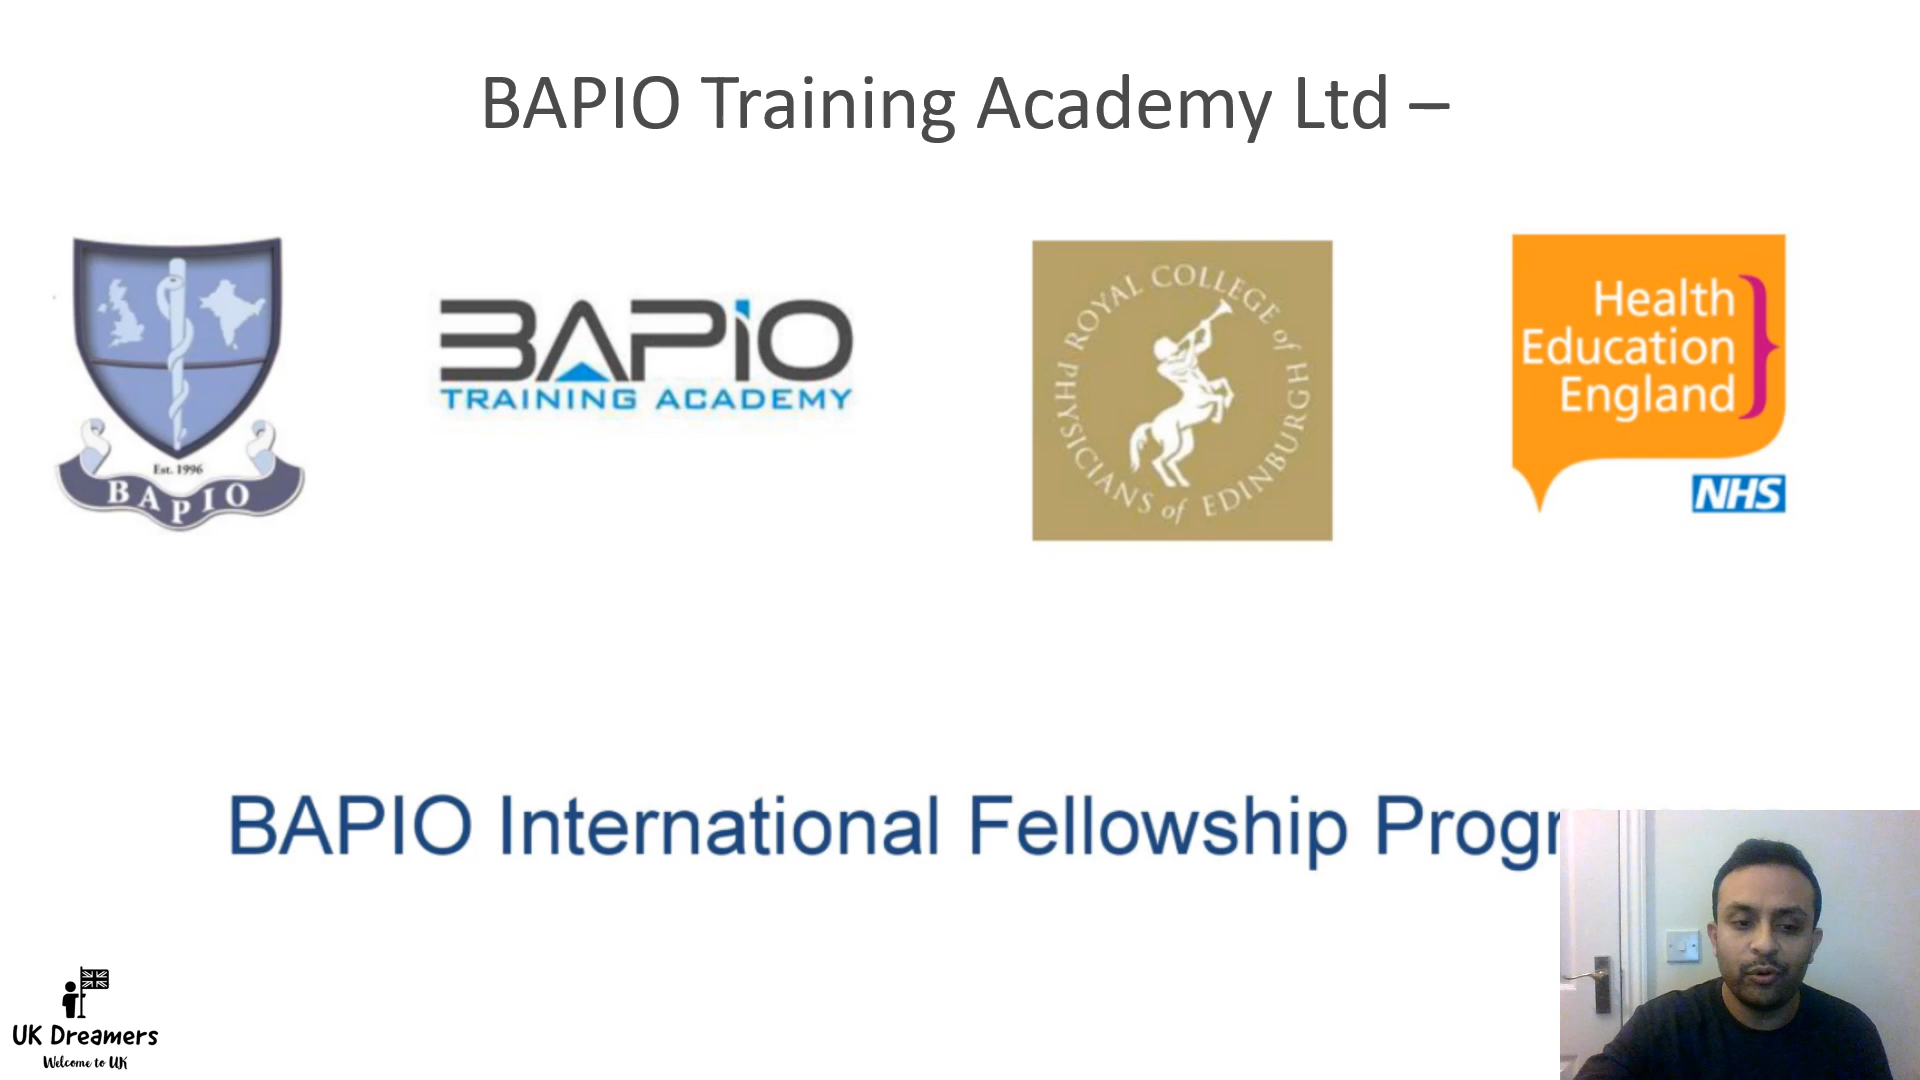 BAPIO Training Academy Ltd –
Est. 1996
BAPIO
BAPiO
TRAINING ACADEMY
ROYAL COLLEGE of PHYSICIANS of EDINBURGH
Health
Education
England
NHS
BAPIO International Fellowship Progr
UK Dreamers
Welcome to UK